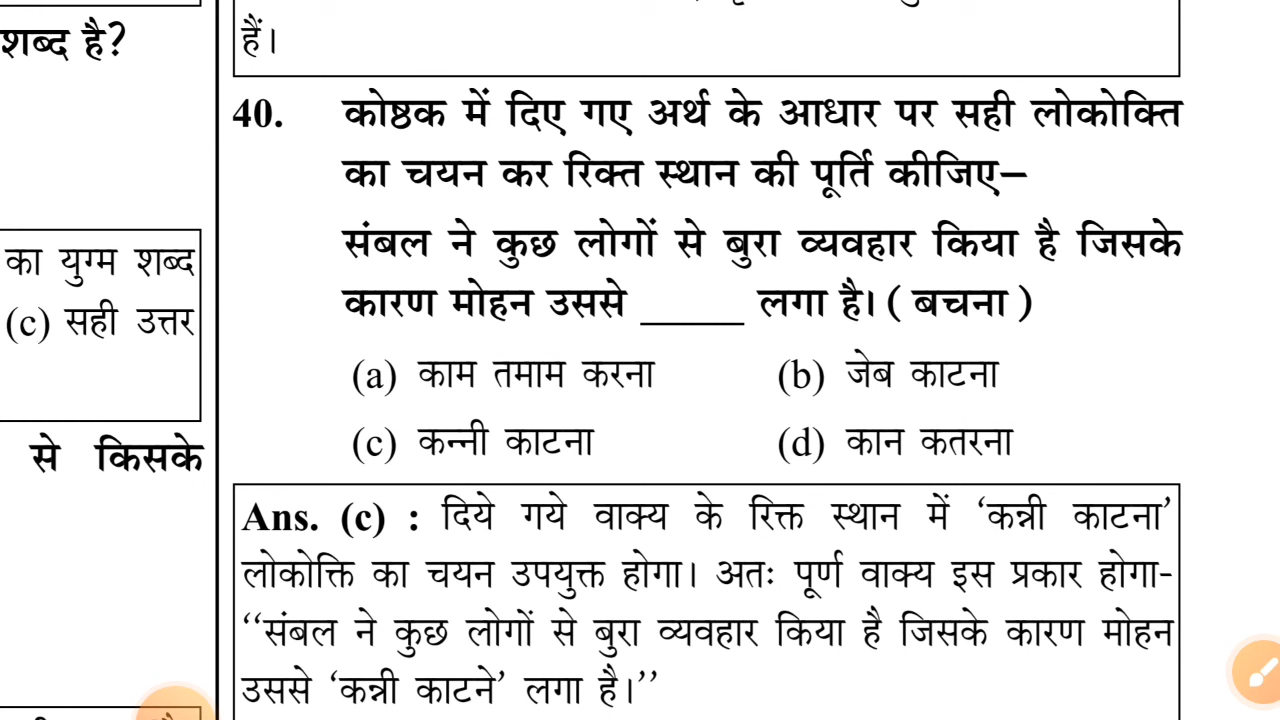 शब्द है?
का युग्म शब्द
(c) सही उत्तर
से किसके
हैं।
40. कोष्ठक में दिए गए अर्थ के आधार पर सही लोकोक्ति
का चयन कर रिक्त स्थान की पूर्ति कीजिए–
संबल ने कुछ लोगों से बुरा व्यवहार किया है जिसके
कारण मोहन उससे _____ लगा है। ( बचना )
(a) काम तमाम करना (b) जेब काटना
(c) कन्नी काटना (d) कान कतरना
Ans. (c) : दिये गये वाक्य के रिक्त स्थान में ‘कन्नी काटना’
लोकोक्ति का चयन उपयुक्त होगा। अतः पूर्ण वाक्य इस प्रकार होगा-
‘‘संबल ने कुछ लोगों से बुरा व्यवहार किया है जिसके कारण मोहन
उससे ‘कन्नी काटने’ लगा है।’’